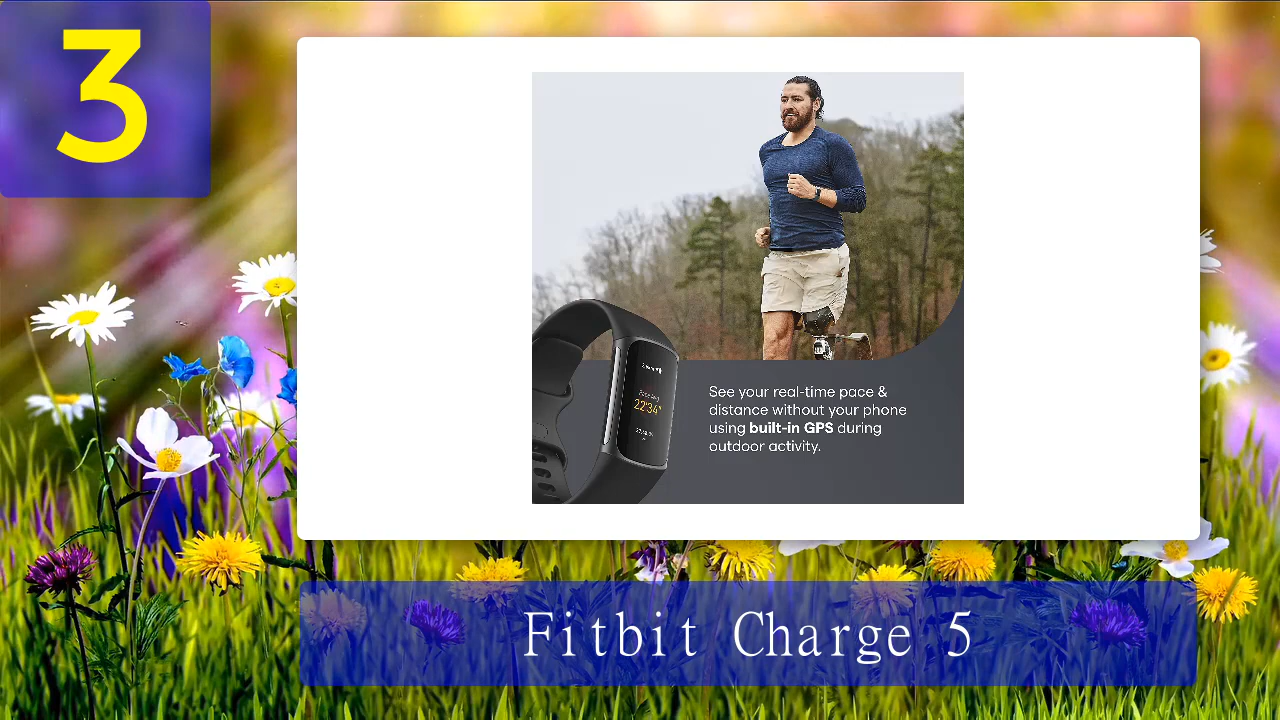 3
22'34"
See your real-time pace &
distance without your phone
using built-in GPS during
outdoor activity.
Fitbit Charge 5